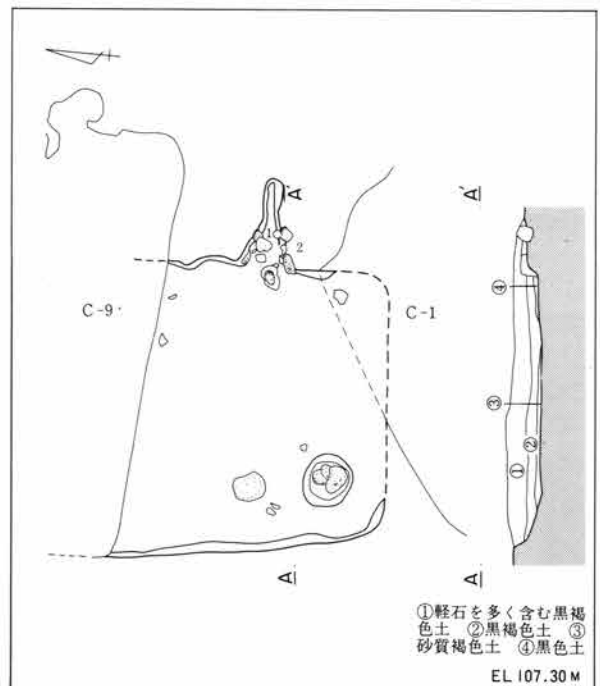 A'
A'
1
2
C-9
C-1
④
③
②
①
A
A
①軽石を多く含む黒褐
色土 ②黒褐色土 ③
砂質褐色土 ④黒色土
EL 107.30 M